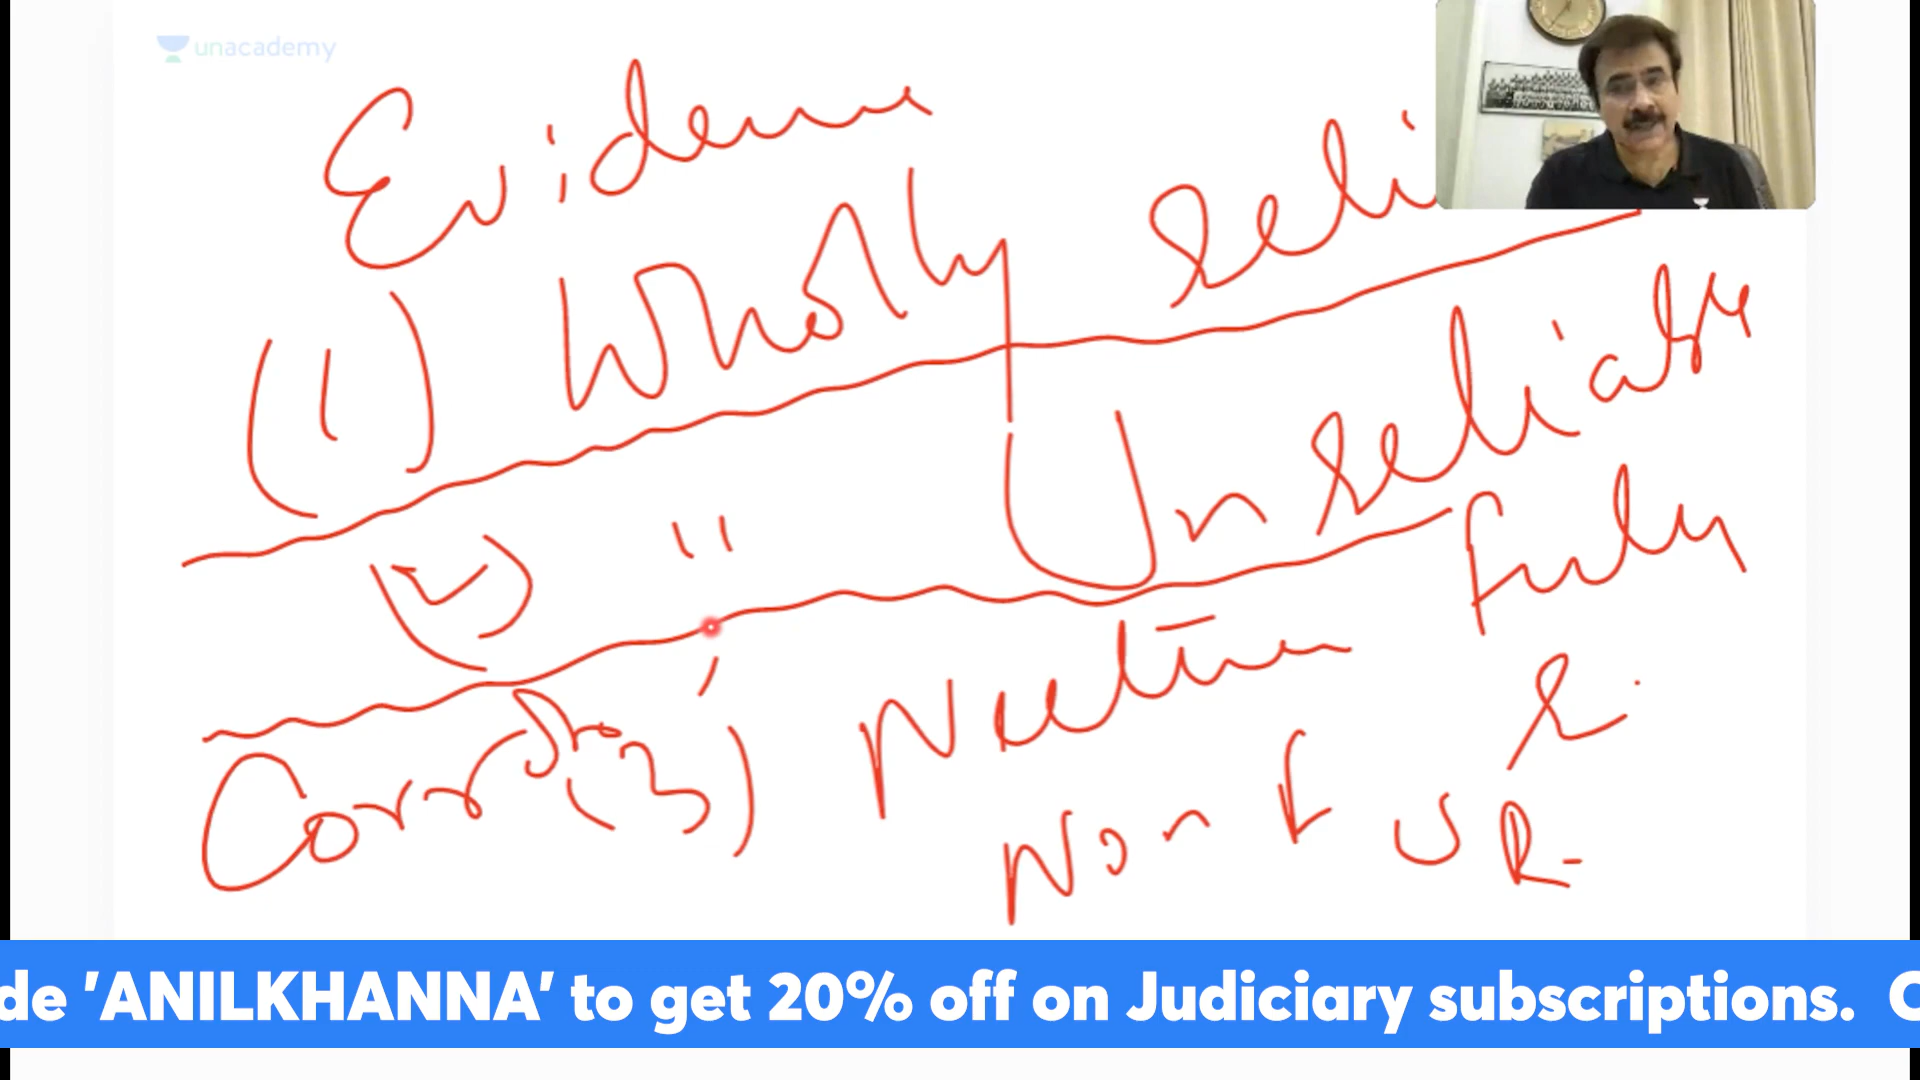 unacademy
Evidence
(1) Wholly reli
(2) " Unreliable
(3) Neither Fully
R.
Corro
Non F U R-
de 'ANILKHANNA' to get 20% off on Judiciary subscriptions. C